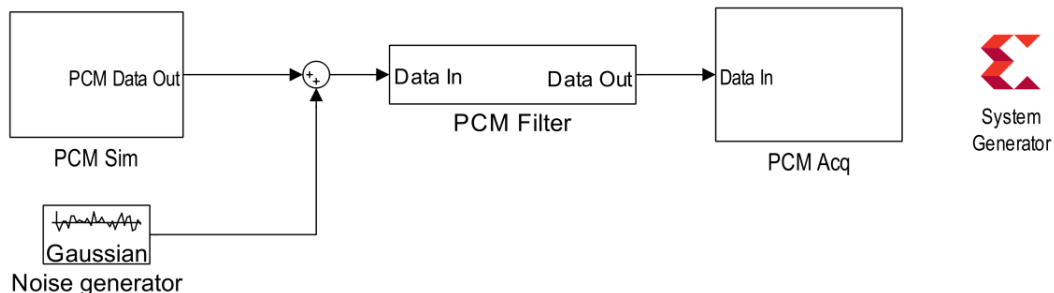 PCM Data Out
PCM Sim
+
+
Data In
Data Out
PCM Filter
Data In
PCM Acq
System
Generator
Gaussian
Noise generator